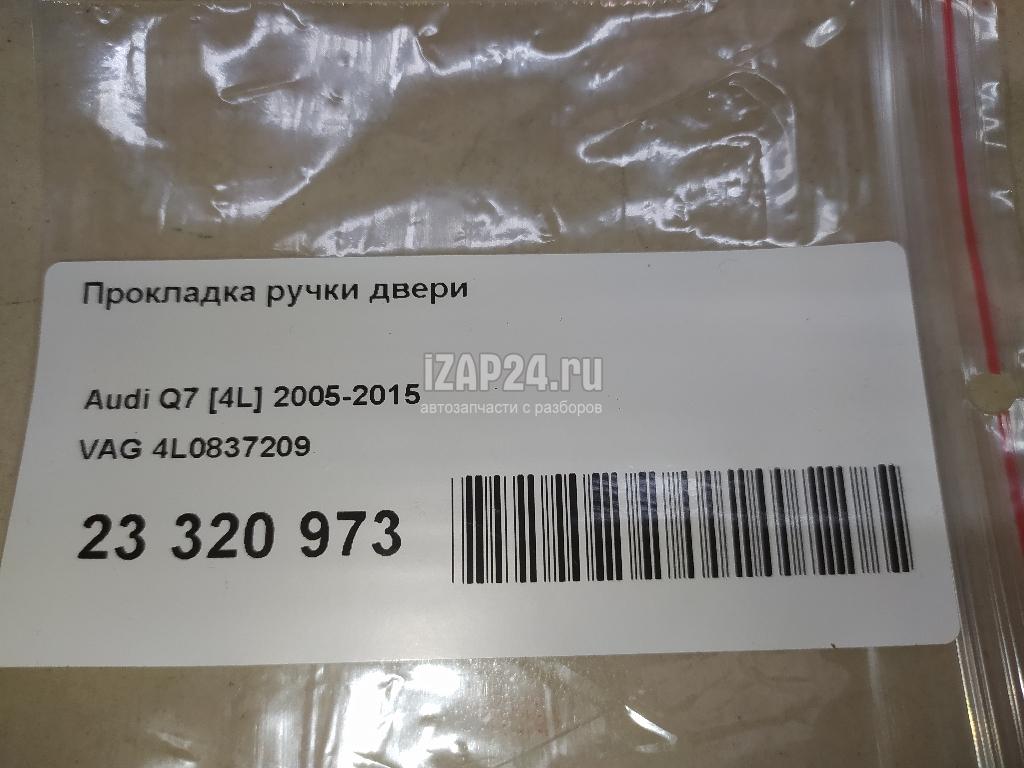 Прокладка ручки двери
iZAP24.ru
автозапчасти с разборов
Audi Q7 [4L] 2005-2015
VAG 4L0837209
23 320 973